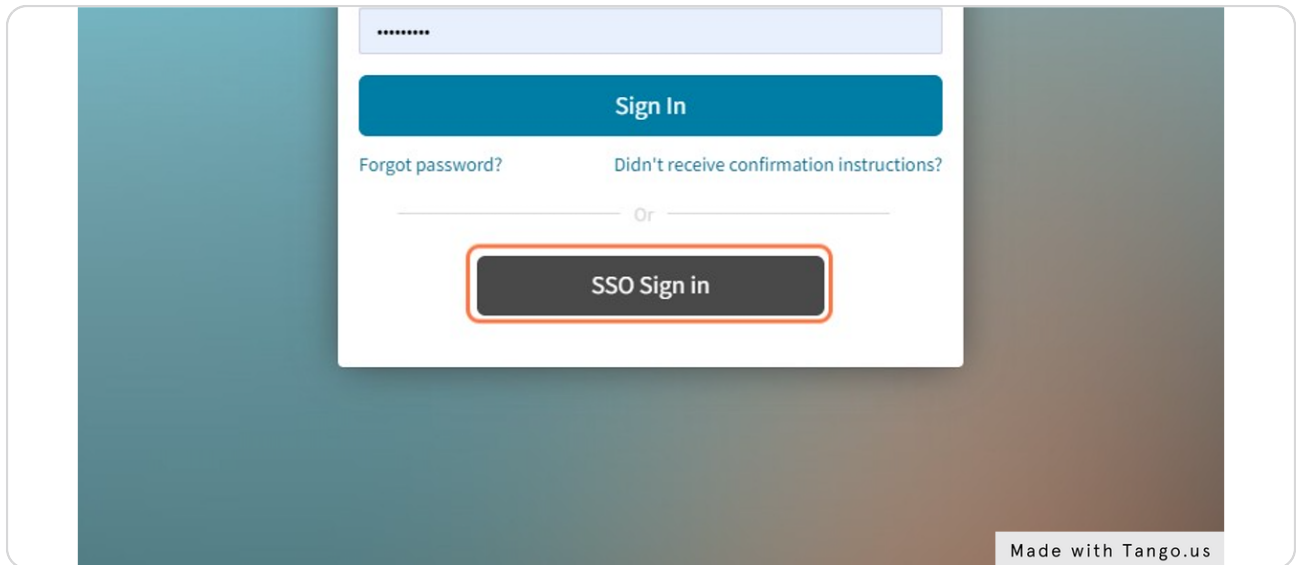 •••••••••
Sign In
Forgot password? Didn't receive confirmation instructions?
Or
SSO Sign in
Made with Tango.us